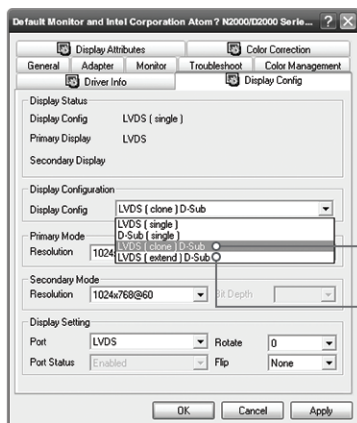 Default Monitor and Intel Corporation Atom? N2000/D2000 Serie...
Display Attributes Color Correction
General Adapter Monitor Troubleshoot Color Management
Driver Info Display Config
Display Status
Display Config LVDS ( single )
Primary Display LVDS
Secondary Display
Display Configuration
Display Config LVDS ( clone ) D-Sub
LVDS ( single )
D-Sub ( single )
LVDS ( clone ) D-Sub
LVDS ( extend ) D-Sub
Primary Mode
Resolution 1024
Secondary Mode
Resolution 1024x768@60 Bit Depth
Display Setting
Port LVDS Rotate 0
Port Status Enabled Flip None
OK Cancel Apply